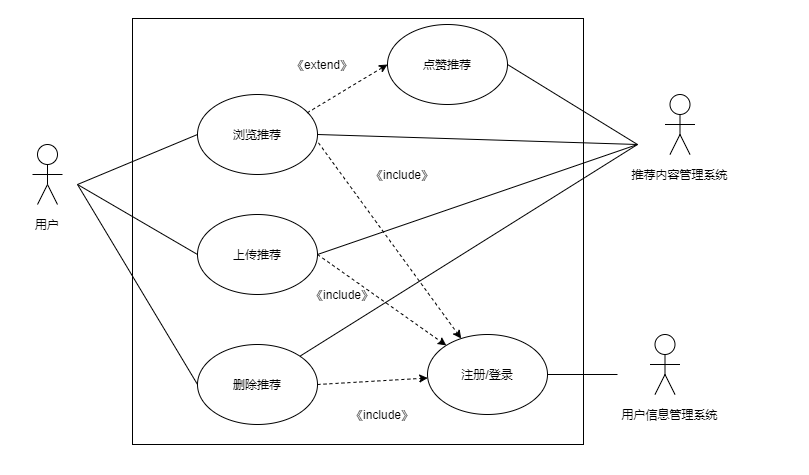 《extend》
点赞推荐
浏览推荐
《include》
推荐内容管理系统
用户
上传推荐
《include》
删除推荐
注册/登录
《include》
用户信息管理系统